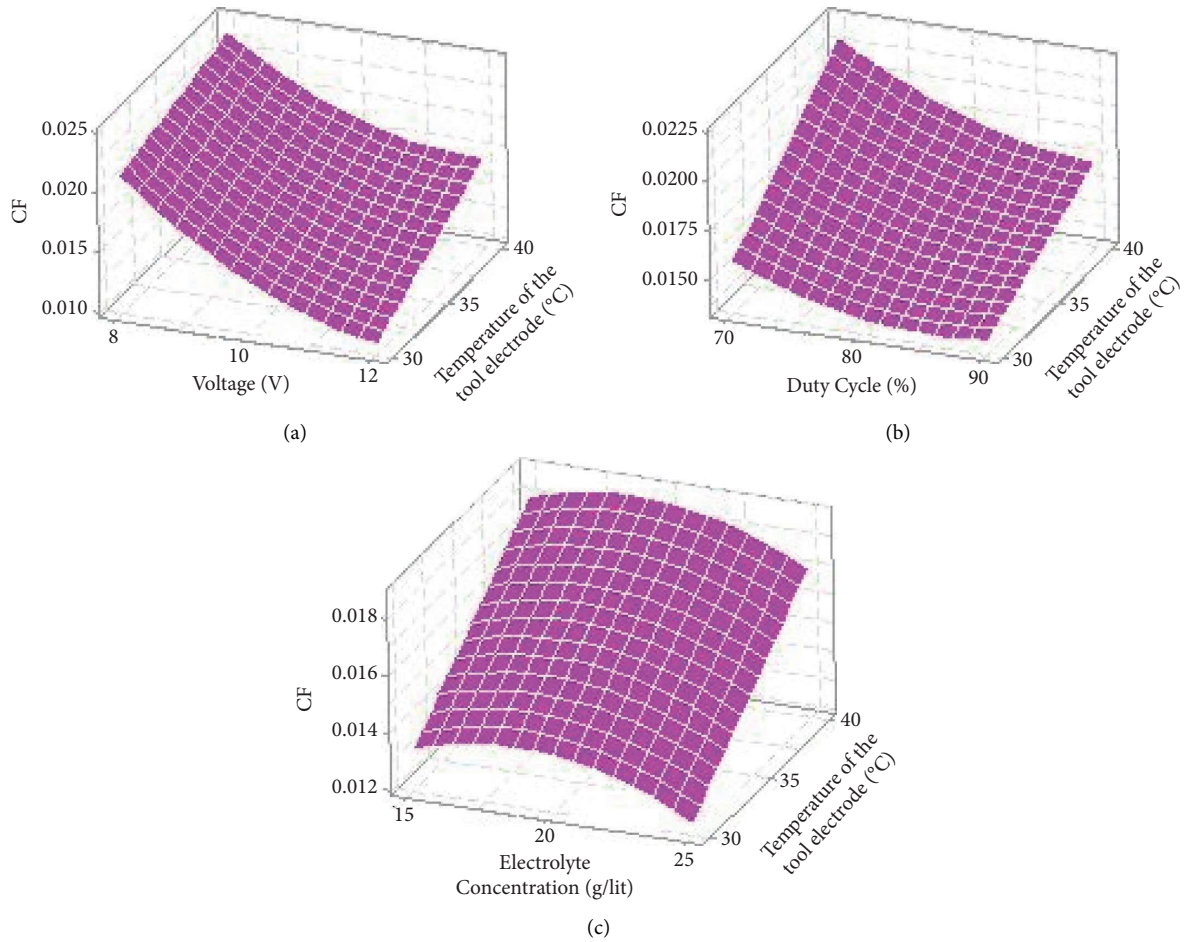 0.025
0.020
CF
0.015
0.010
8
10
12
Voltage (V)
30
35
40
Temperature of the
tool electrode (°C)
(a)
0.0225
0.0200
CF
0.0175
0.0150
70
80
90
Duty Cycle (%)
30
35
40
Temperature of the
tool electrode (°C)
(b)
0.018
0.016
CF
0.014
0.012
15
20
25
Electrolyte
Concentration (g/lit)
30
35
40
Temperature of the
tool electrode (°C)
(c)